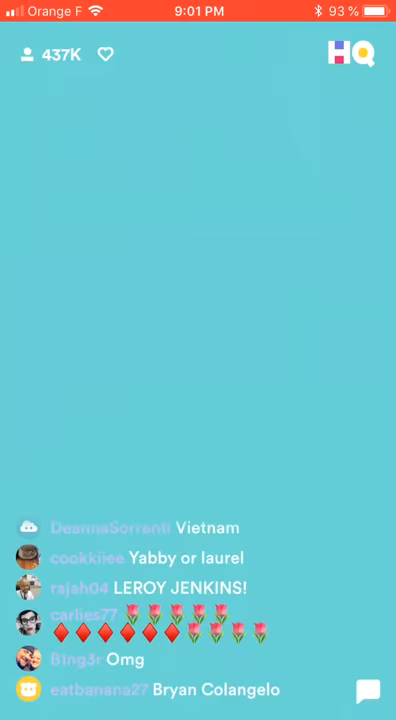 Orange F 9:01 PM 93 %
437K HQ
DeannaSorrenti Vietnam
cookkiiee Yabby or laurel
rajah04 LEROY JENKINS!
carlies77 🌷🌷🌷🌷🌷
♦️♦️♦️♦️♦️♦️🌷🌷🌷🌷
B1ng3r Omg
eatbanana27 Bryan Colangelo